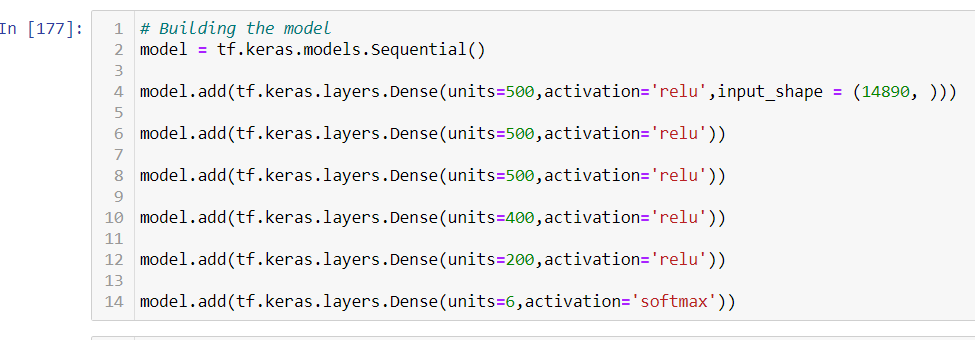 In [177]:
1 # Building the model
2 model = tf.keras.models.Sequential()
3
4 model.add(tf.keras.layers.Dense(units=500,activation='relu',input_shape = (14890, )))
5
6 model.add(tf.keras.layers.Dense(units=500,activation='relu'))
7
8 model.add(tf.keras.layers.Dense(units=500,activation='relu'))
9
10 model.add(tf.keras.layers.Dense(units=400,activation='relu'))
11
12 model.add(tf.keras.layers.Dense(units=200,activation='relu'))
13
14 model.add(tf.keras.layers.Dense(units=6,activation='softmax'))